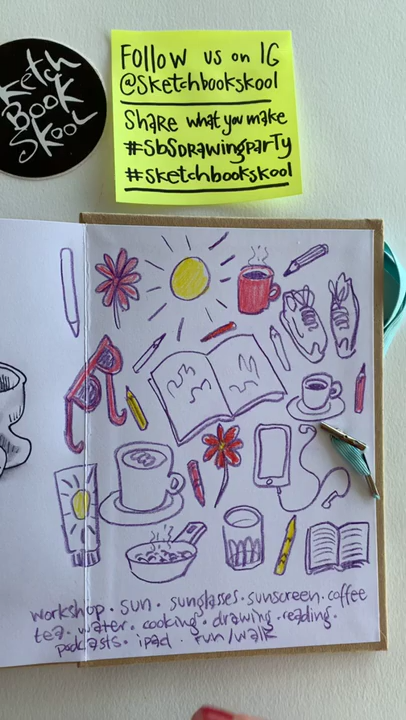 ketch
Book
Skool
Follow us on IG
@Sketchbookskool
Share what you make
#SbSDrawingParTy
#sketchbookskool
workshop · sun · sunglasses · sunscreen · coffee
tea · water · cooking · drawing · reading ·
podcasts · ipad · run/walk